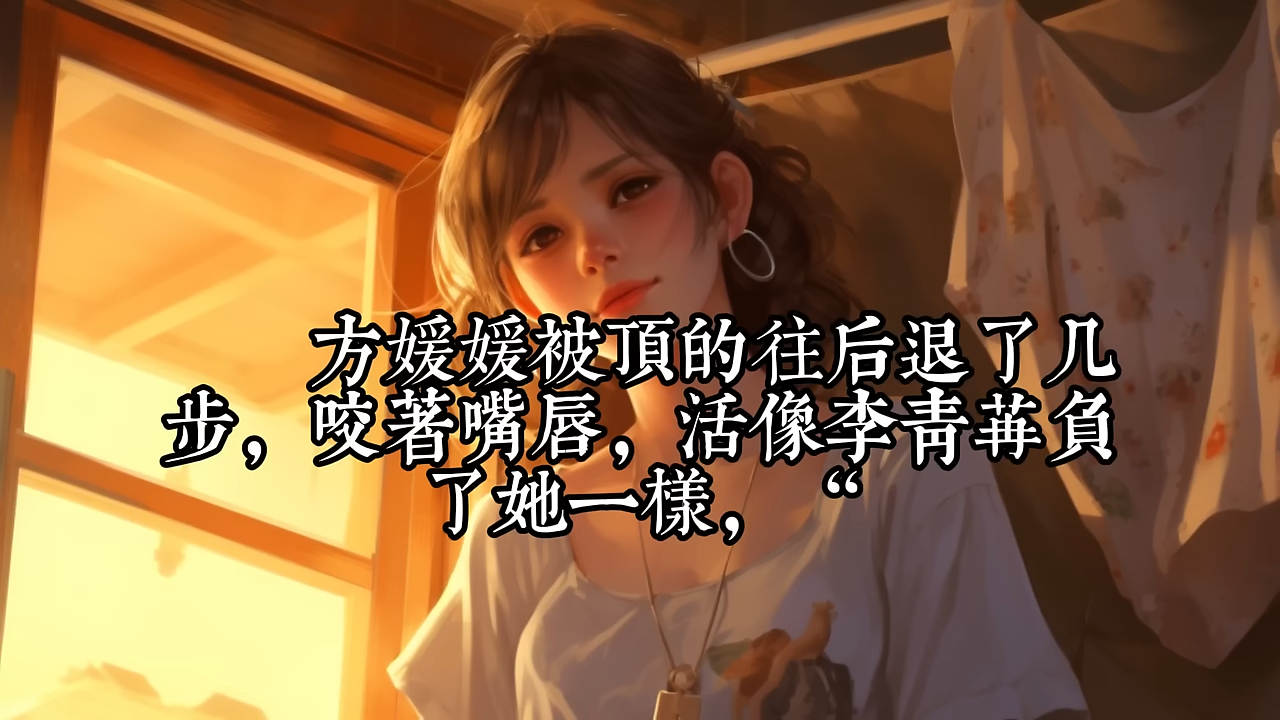 方媛媛被頂的往后退了几
步，咬著嘴唇，活像李青苒負
了她一樣，“